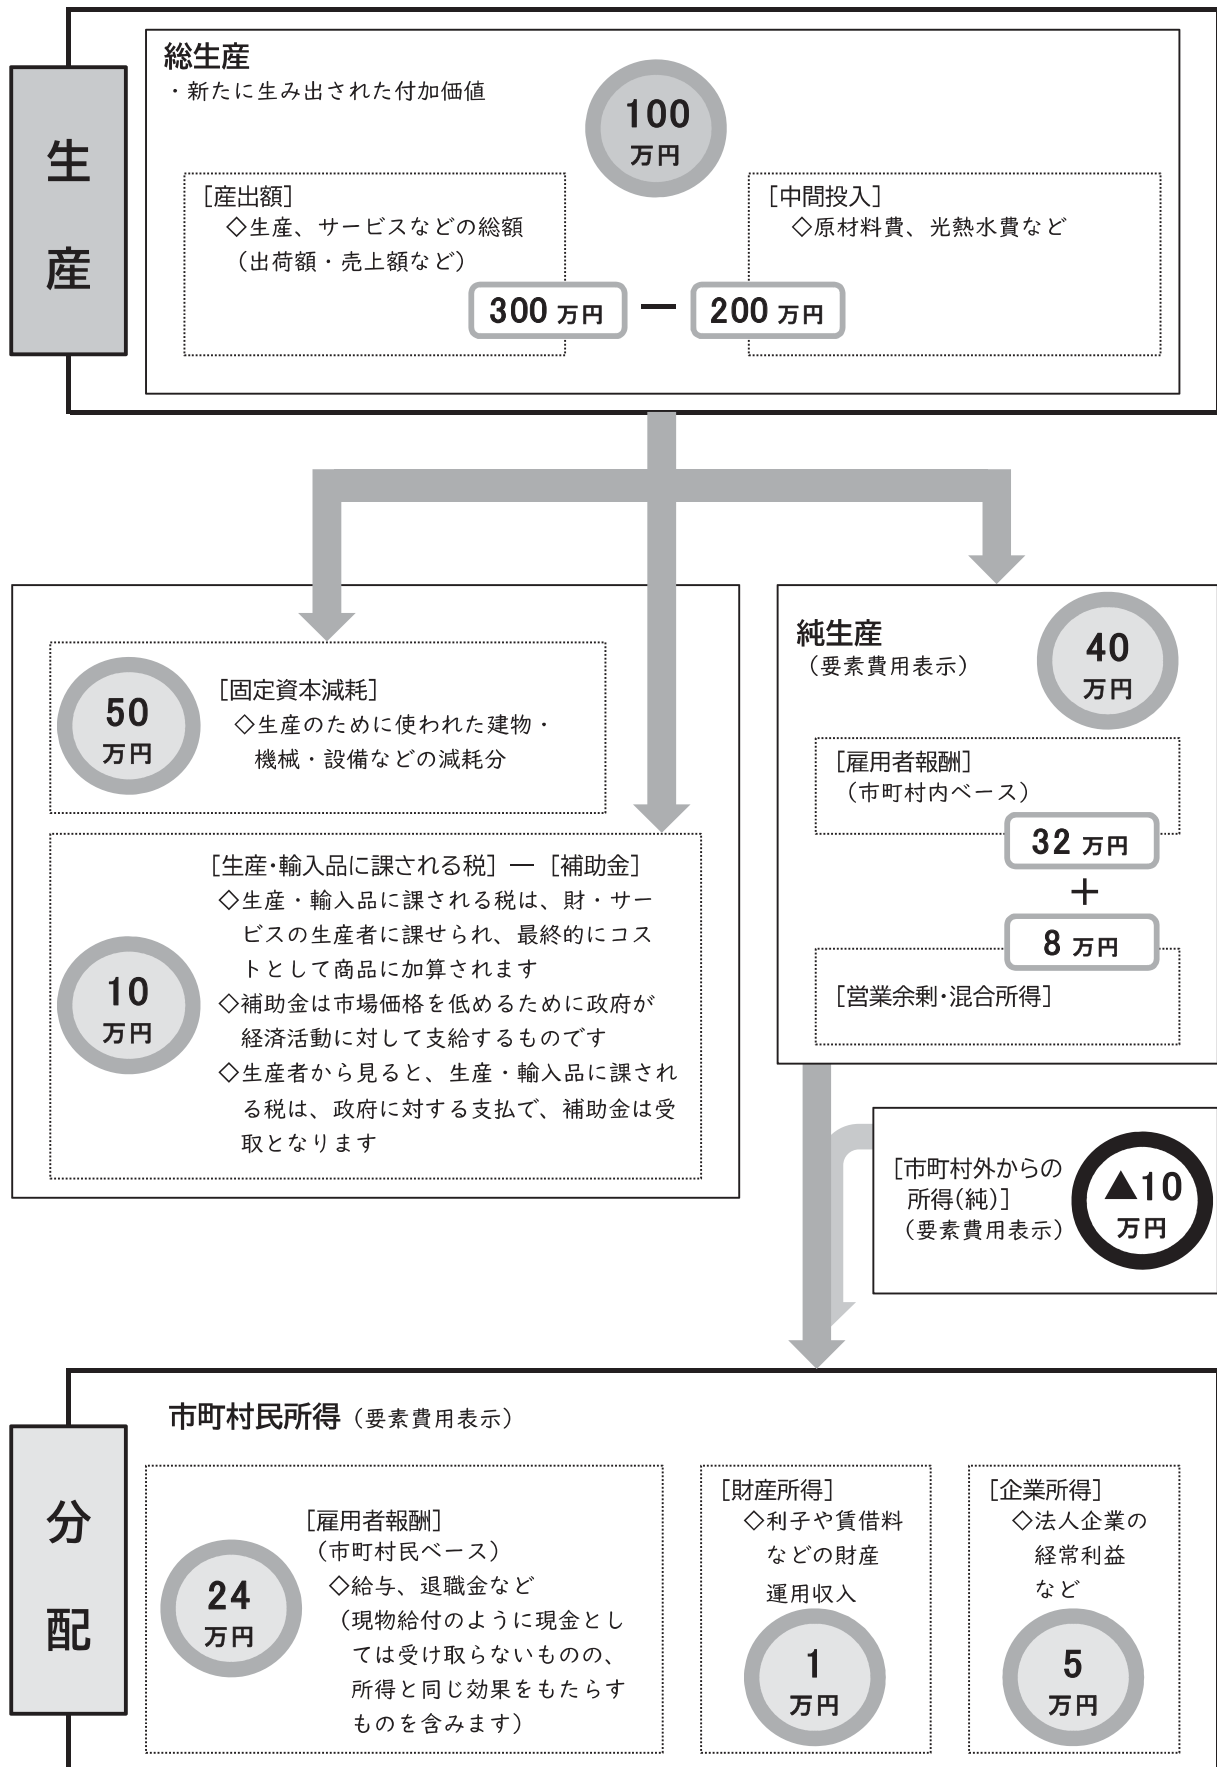 生産
総生産
・新たに生み出された付加価値
100
万円
[産出額]
◇生産、サービスなどの総額
（出荷額・売上額など）
300 万円
―
[中間投入]
◇原材料費、光熱水費など
200 万円
50
万円
[固定資本減耗]
◇生産のために使われた建物・
機械・設備などの減耗分
10
万円
[生産・輸入品に課される税] ― [補助金]
◇生産・輸入品に課される税は、財・サー
ビスの生産者に課せられ、最終的にコス
トとして商品に加算されます
◇補助金は市場価格を低めるために政府が
経済活動に対して支給するものです
◇生産者から見ると、生産・輸入品に課され
る税は、政府に対する支払で、補助金は受
取となります
純生産
（要素費用表示）
40
万円
[雇用者報酬]
（市町村内ベース）
32 万円
＋
8 万円
[営業余剰・混合所得]
[市町村外からの
所得(純)]
（要素費用表示）
▲10
万円
分配
市町村民所得（要素費用表示）
24
万円
[雇用者報酬]
（市町村民ベース）
◇給与、退職金など
（現物給付のように現金とし
ては受け取らないものの、
所得と同じ効果をもたらす
ものを含みます）
[財産所得]
◇利子や賃借料
などの財産
運用収入
1
万円
[企業所得]
◇法人企業の
経常利益
など
5
万円